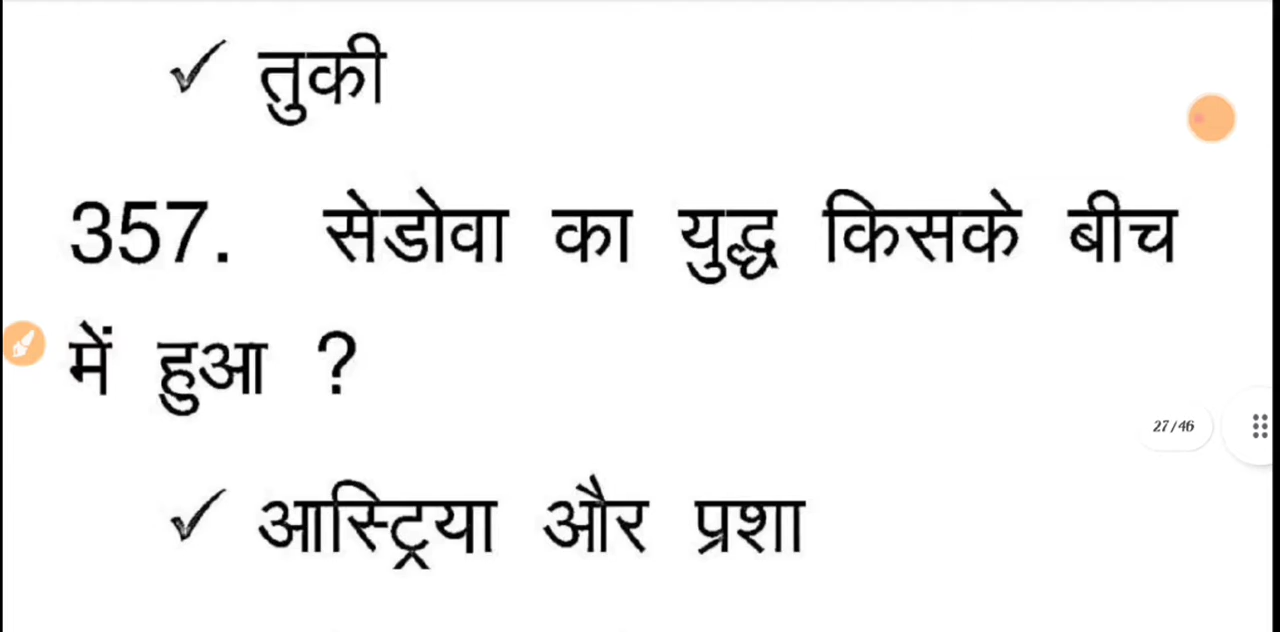 ✓ तुकी
357. सेडोवा का युद्ध किसके बीच
में हुआ ?
27/46
✓ आस्ट्रिया और प्रशा